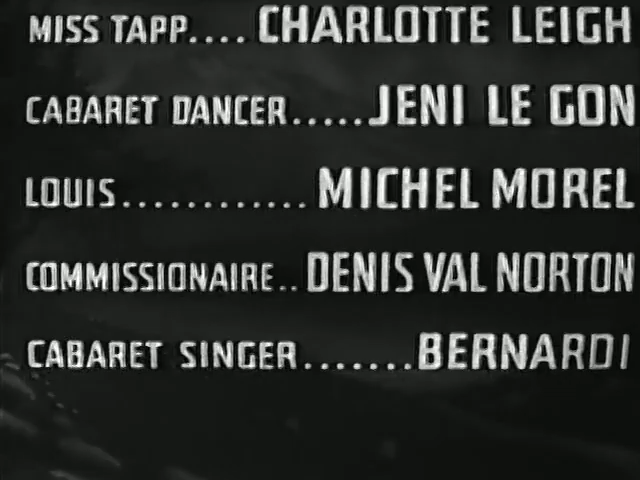 MISS TAPP.... CHARLOTTE LEIGH
CABARET DANCER.....JENI LE GON
LOUIS............ MICHEL MOREL
COMMISSIONAIRE.. DENIS VAL NORTON
CABARET SINGER.......BERNARDI